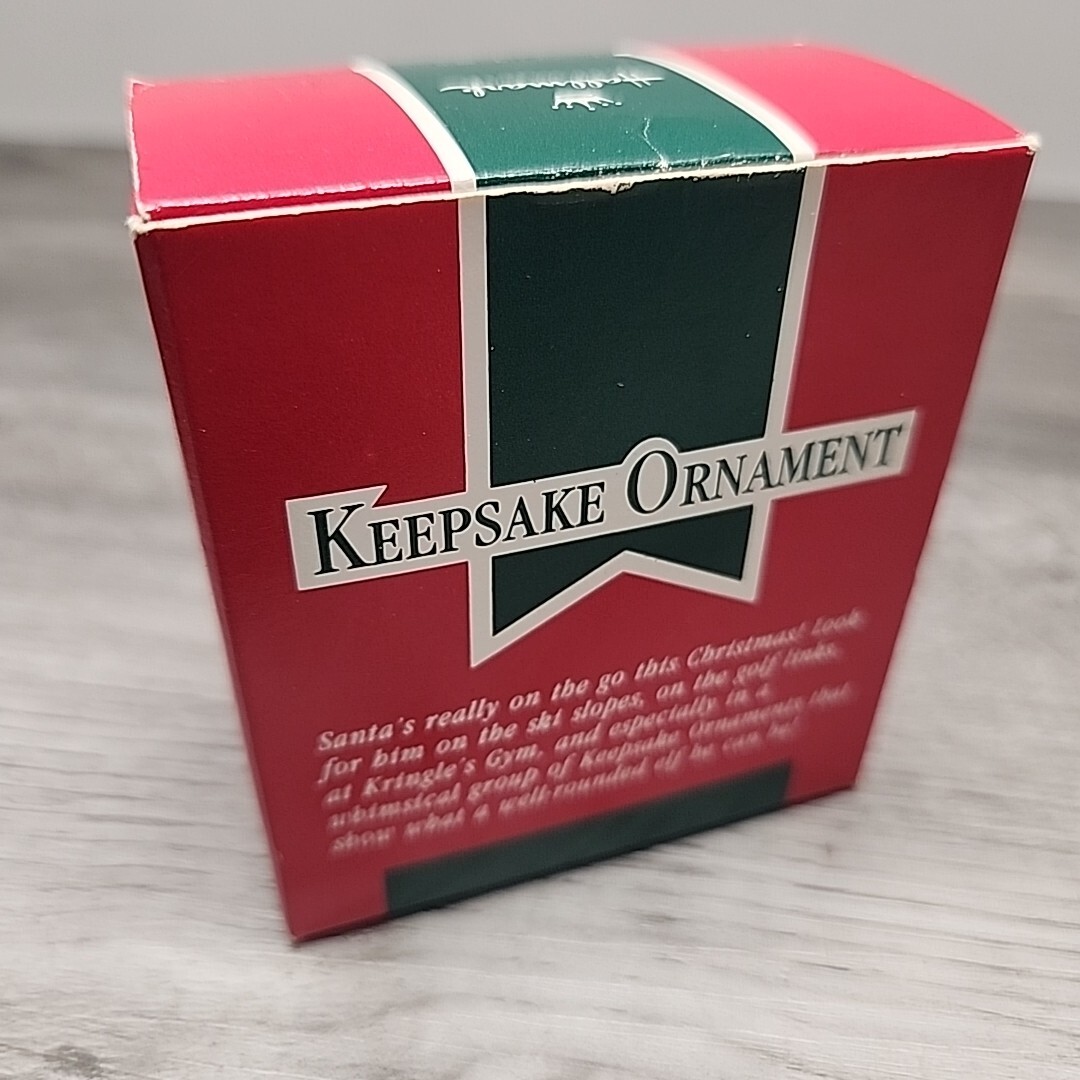 Hallmark
KEEPSAKE ORNAMENT
Santa's really on the go this Christmas! Look
for him on the ski slopes, on the golf links,
at Kringle's Gym, and especially in a
whimsical group of Keepsake Ornaments that
show what a well-rounded elf he can be!